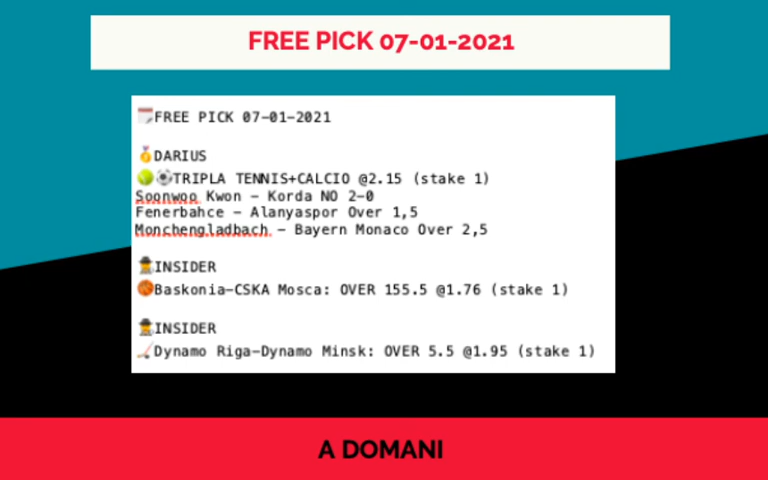 FREE PICK 07-01-2021
FREE PICK 07-01-2021
DARIUS
TRIPLA TENNIS+CALCIO @2.15 (stake 1)
Soonwoo Kwon - Korda NO 2-0
Fenerbahce - Alanyaspor Over 1,5
Monchengladbach - Bayern Monaco Over 2,5
INSIDER
Baskonia-CSKA Mosca: OVER 155.5 @1.76 (stake 1)
INSIDER
Dynamo Riga-Dynamo Minsk: OVER 5.5 @1.95 (stake 1)
A DOMANI